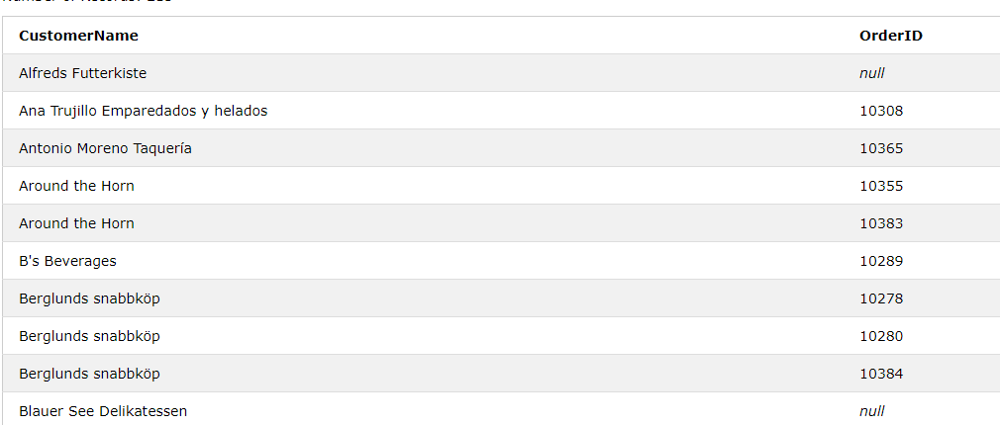 CustomerName OrderID
Alfreds Futterkiste null
Ana Trujillo Emparedados y helados 10308
Antonio Moreno Taquería 10365
Around the Horn 10355
Around the Horn 10383
B's Beverages 10289
Berglunds snabbköp 10278
Berglunds snabbköp 10280
Berglunds snabbköp 10384
Blauer See Delikatessen null